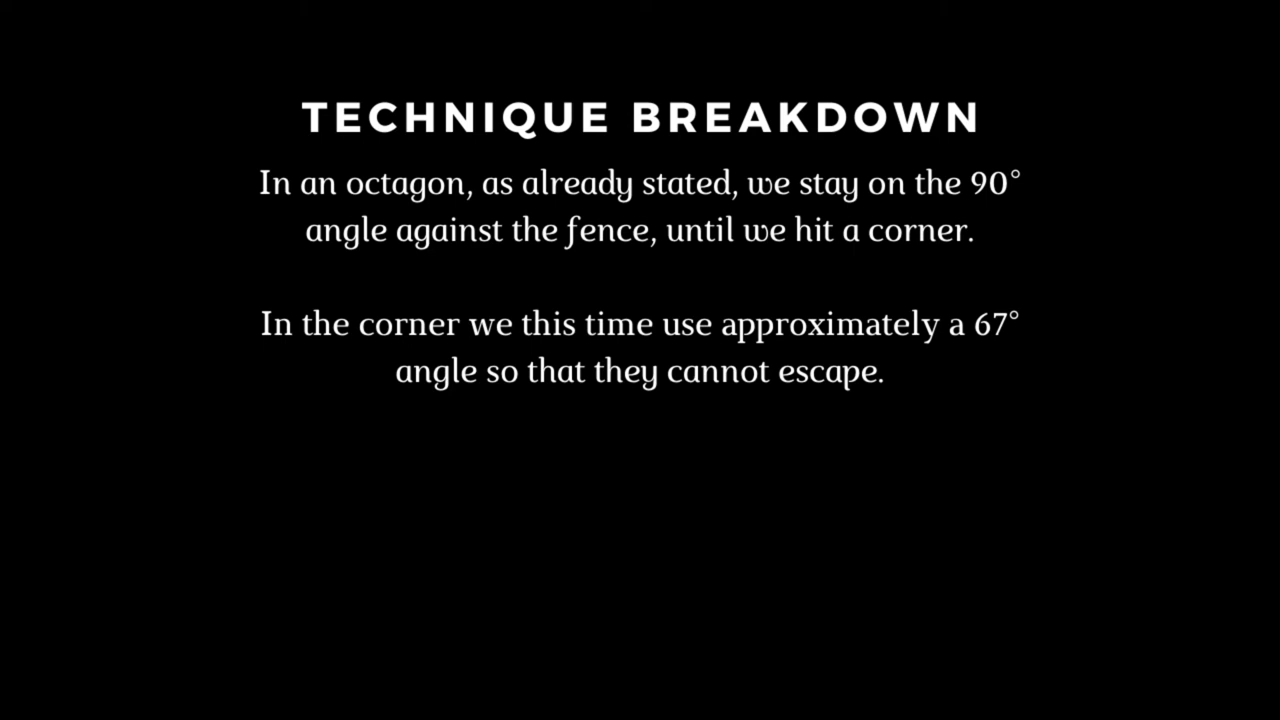 TECHNIQUE BREAKDOWN
In an octagon, as already stated, we stay on the 90°
angle against the fence, until we hit a corner.
In the corner we this time use approximately a 67°
angle so that they cannot escape.